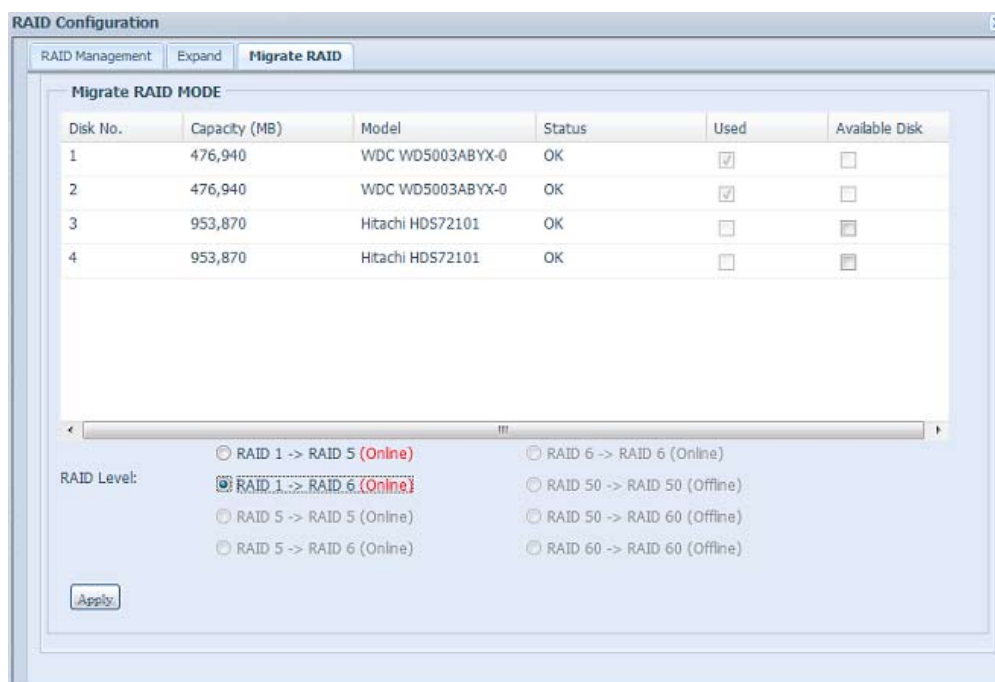 RAID Configuration
RAID Management Expand Migrate RAID
Migrate RAID MODE
Disk No. Capacity (MB) Model Status Used Available Disk
1 476,940 WDC WD5003ABYX-0 OK
2 476,940 WDC WD5003ABYX-0 OK
3 953,870 Hitachi HDS72101 OK
4 953,870 Hitachi HDS72101 OK
RAID Level:
RAID 1 -> RAID 5 (Online) RAID 6 -> RAID 6 (Online)
RAID 1 -> RAID 6 (Online) RAID 50 -> RAID 50 (Offline)
RAID 5 -> RAID 5 (Online) RAID 50 -> RAID 60 (Offline)
RAID 5 -> RAID 6 (Online) RAID 60 -> RAID 60 (Offline)
Apply